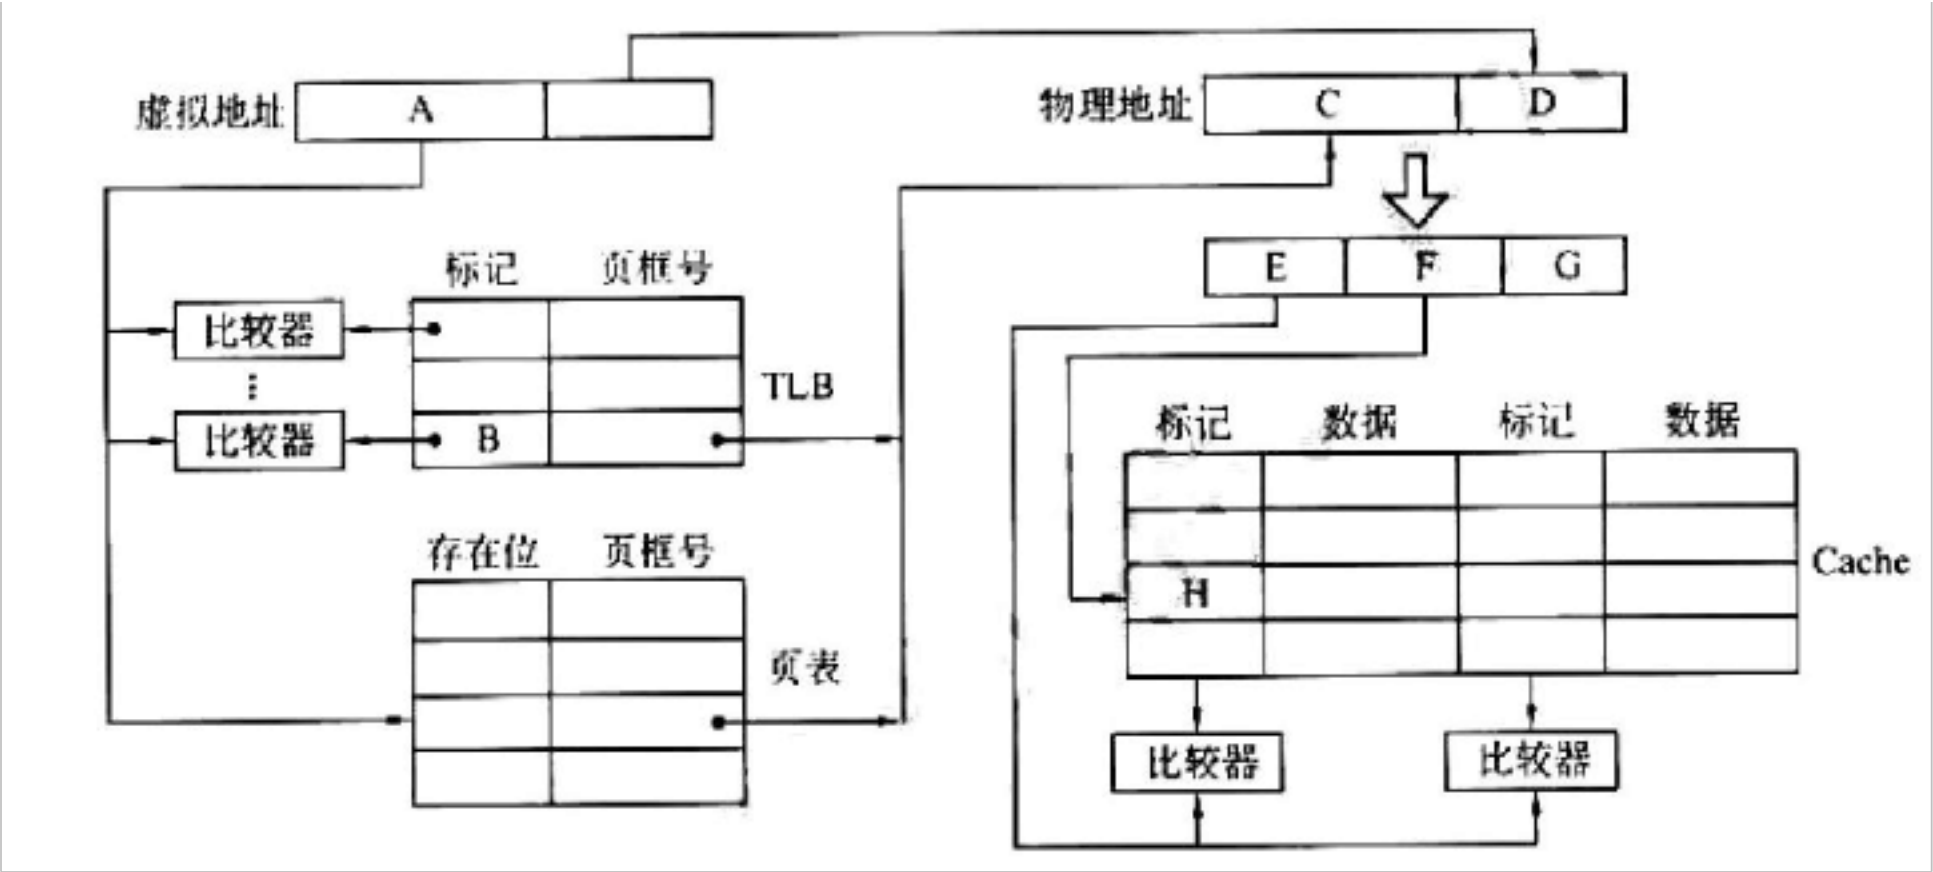 虚拟地址 A
物理地址 C D
E F G
标记 页框号
比较器
⋮
比较器 B
TLB
存在位 页框号
页表
标记 数据 标记 数据
H
Cache
比较器 比较器